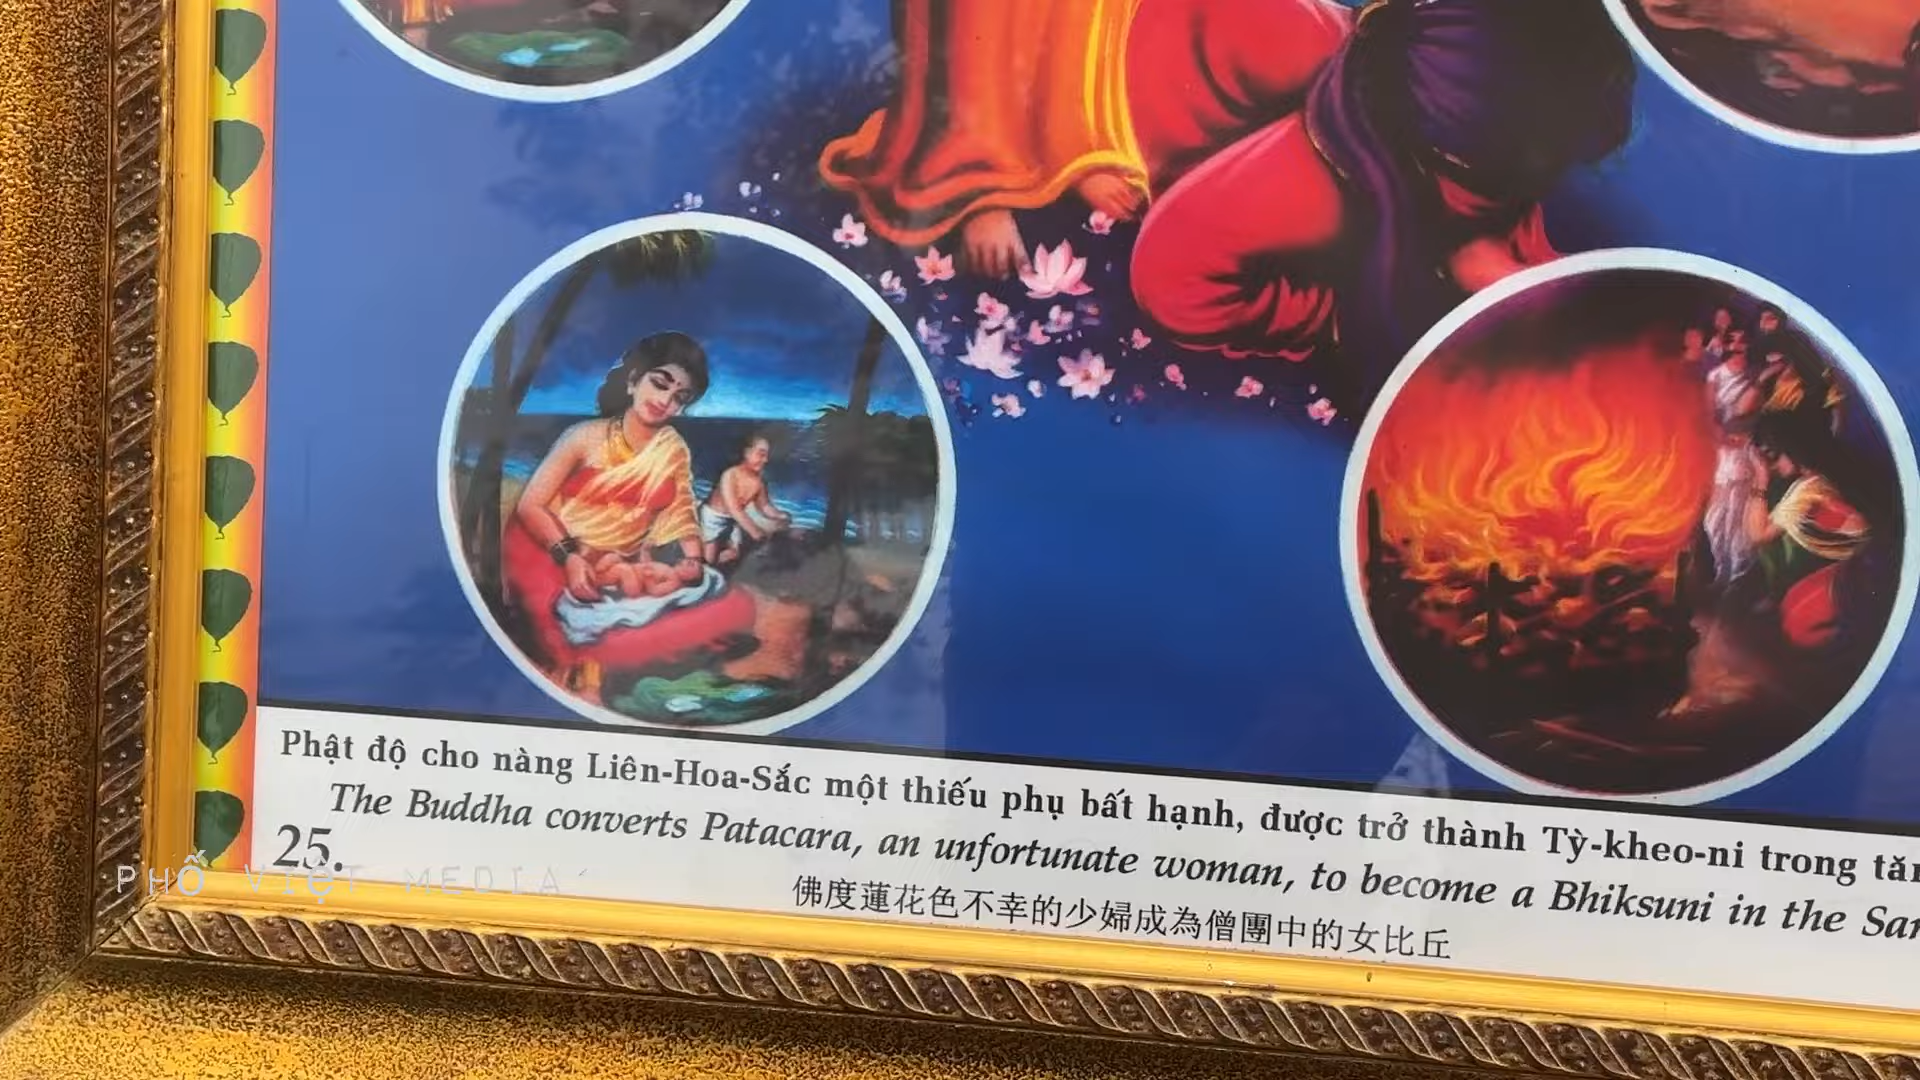 Phật độ cho nàng Liên-Hoa-Sắc một thiếu phụ bất hạnh, được trở thành Tỳ-kheo-ni trong
The Buddha converts Patacara, an unfortunate woman, to become a Bhiksuni in the
25.
佛度蓮花色不幸的少婦成為僧團中的女比丘
PHỐ VIỆT MEDIA